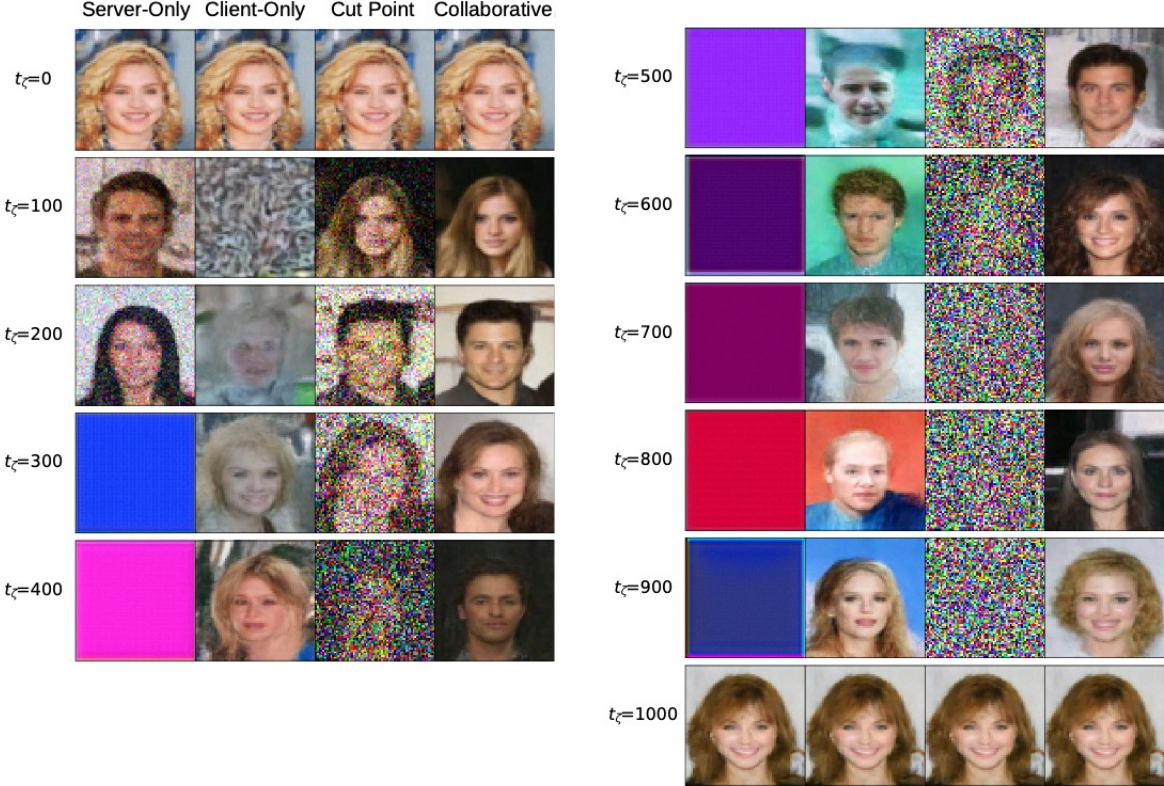 Server-Only Client-Only Cut Point Collaborative
tζ=0
tζ=100
tζ=200
tζ=300
tζ=400
tζ=500
tζ=600
tζ=700
tζ=800
tζ=900
tζ=1000